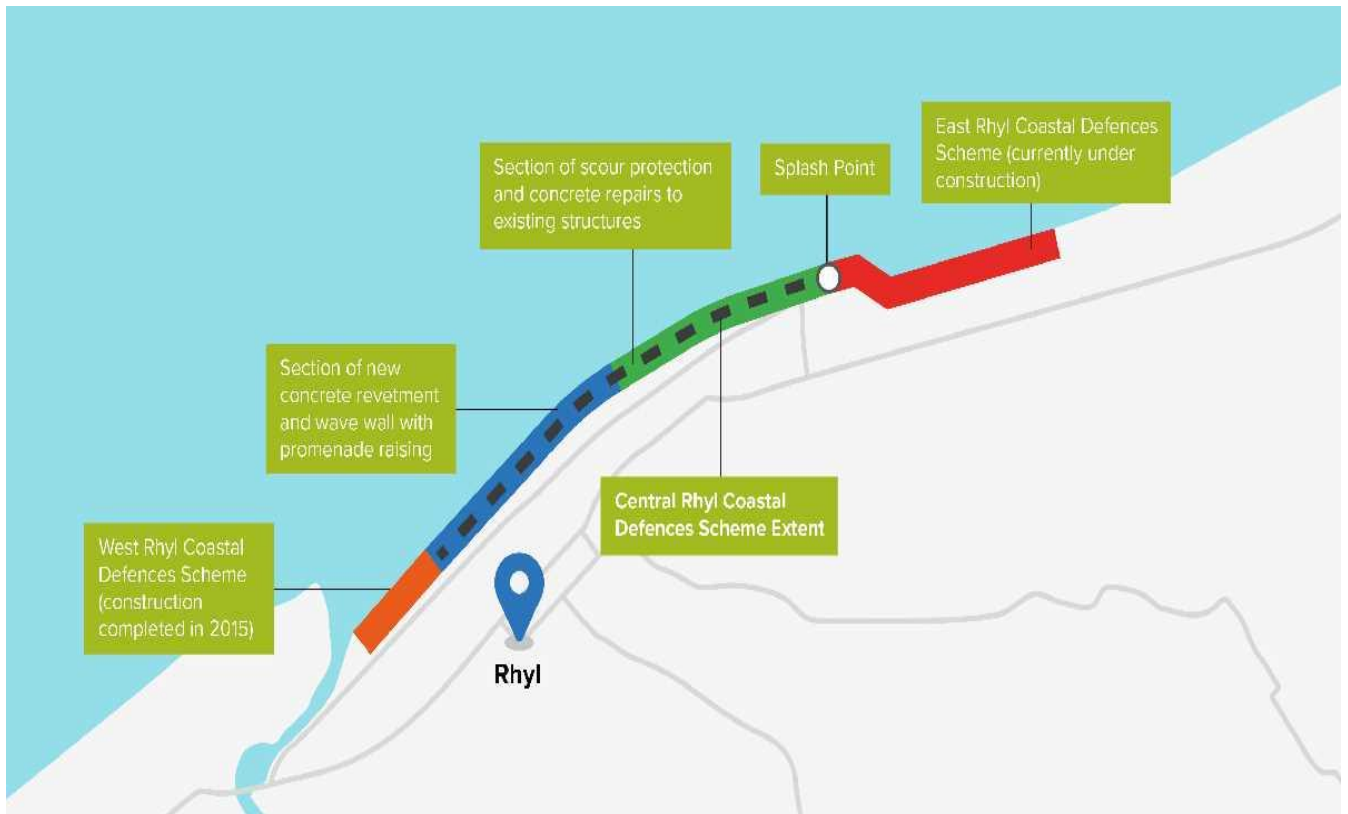 East Rhyl Coastal Defences
Scheme (currently under
construction)
Section of scour protection
and concrete repairs to
existing structures
Splash Point
Section of new
concrete revetment
and wave wall with
promenade raising
Central Rhyl Coastal
Defences Scheme Extent
West Rhyl Coastal
Defences Scheme
(construction
completed in 2015)
Rhyl